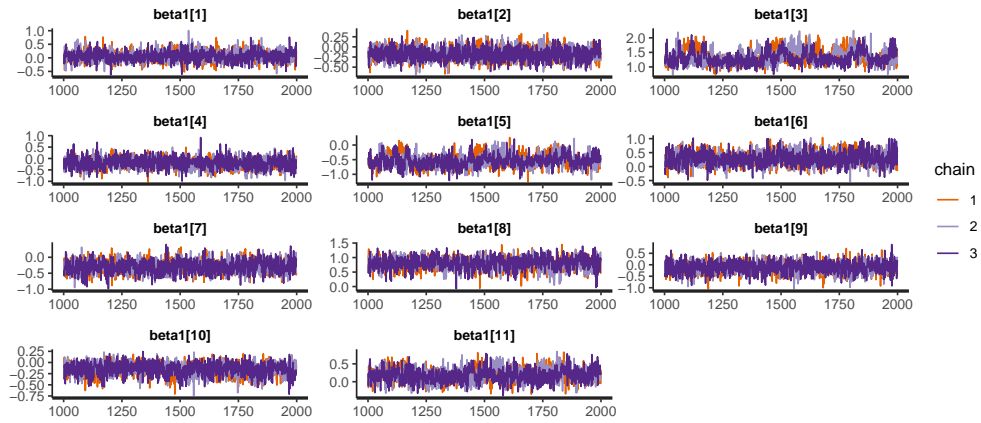 beta1[1] beta1[2] beta1[3]
1.0 0.5 0.0 −0.5
0.25 0.00 −0.25 −0.50
2.0 1.5 1.0
1000 1250 1500 1750 2000 1000 1250 1500 1750 2000 1000 1250 1500 1750 2000
beta1[4] beta1[5] beta1[6]
1.0 0.5 0.0 −0.5 −1.0
0.0 −0.5 −1.0
1.0 0.5 0.0 −0.5
1000 1250 1500 1750 2000 1000 1250 1500 1750 2000 1000 1250 1500 1750 2000
beta1[7] beta1[8] beta1[9]
0.0 −0.5 −1.0
1.5 1.0 0.5 0.0
0.5 0.0 −0.5 −1.0
1000 1250 1500 1750 2000 1000 1250 1500 1750 2000 1000 1250 1500 1750 2000
beta1[10] beta1[11]
0.25 0.00 −0.25 −0.50 −0.75
0.5 0.0
1000 1250 1500 1750 2000 1000 1250 1500 1750 2000
chain
1
2
3